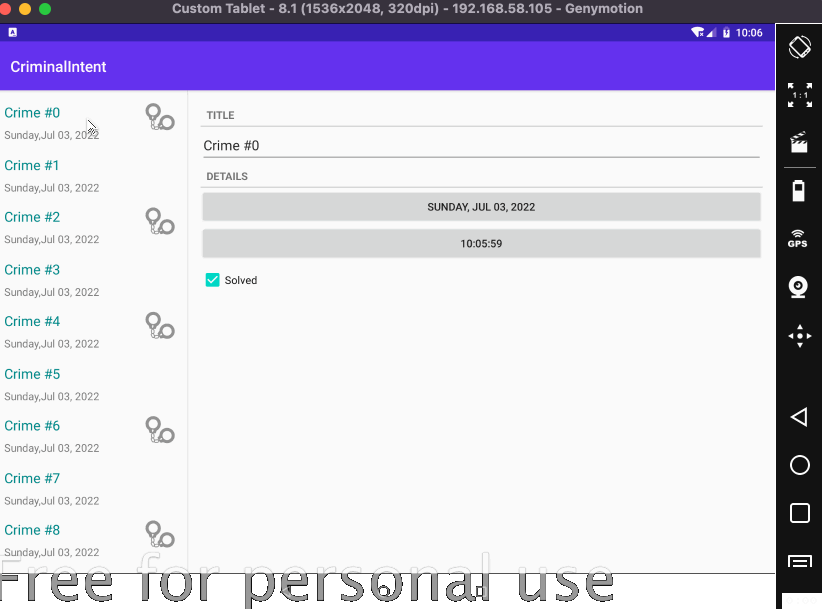 Custom Tablet - 8.1 (1536x2048, 320dpi) - 192.168.58.105 - Genymotion
A
10:06
CriminalIntent
Crime #0
Sunday,Jul 03, 2022
Crime #1
Sunday,Jul 03, 2022
Crime #2
Sunday,Jul 03, 2022
Crime #3
Sunday,Jul 03, 2022
Crime #4
Sunday,Jul 03, 2022
Crime #5
Sunday,Jul 03, 2022
Crime #6
Sunday,Jul 03, 2022
Crime #7
Sunday,Jul 03, 2022
Crime #8
Sunday,Jul 03, 2022
TITLE
Crime #0
DETAILS
SUNDAY, JUL 03, 2022
10:05:59
Solved
1 : 1
GPS
Free for personal use